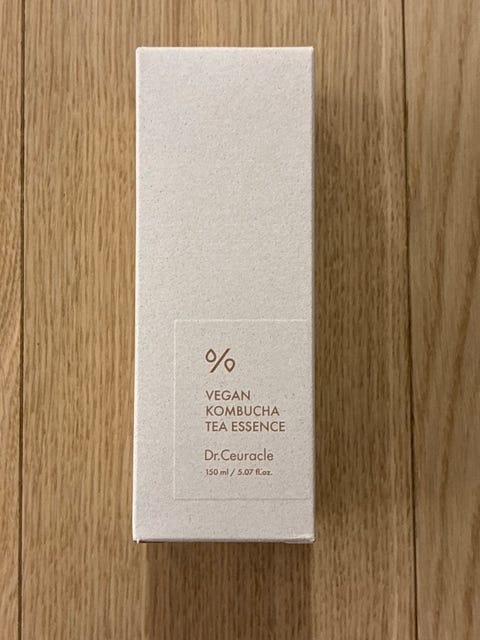 %
VEGAN
KOMBUCHA
TEA ESSENCE
Dr.Ceuracle
150 ml / 5.07 fl.oz.